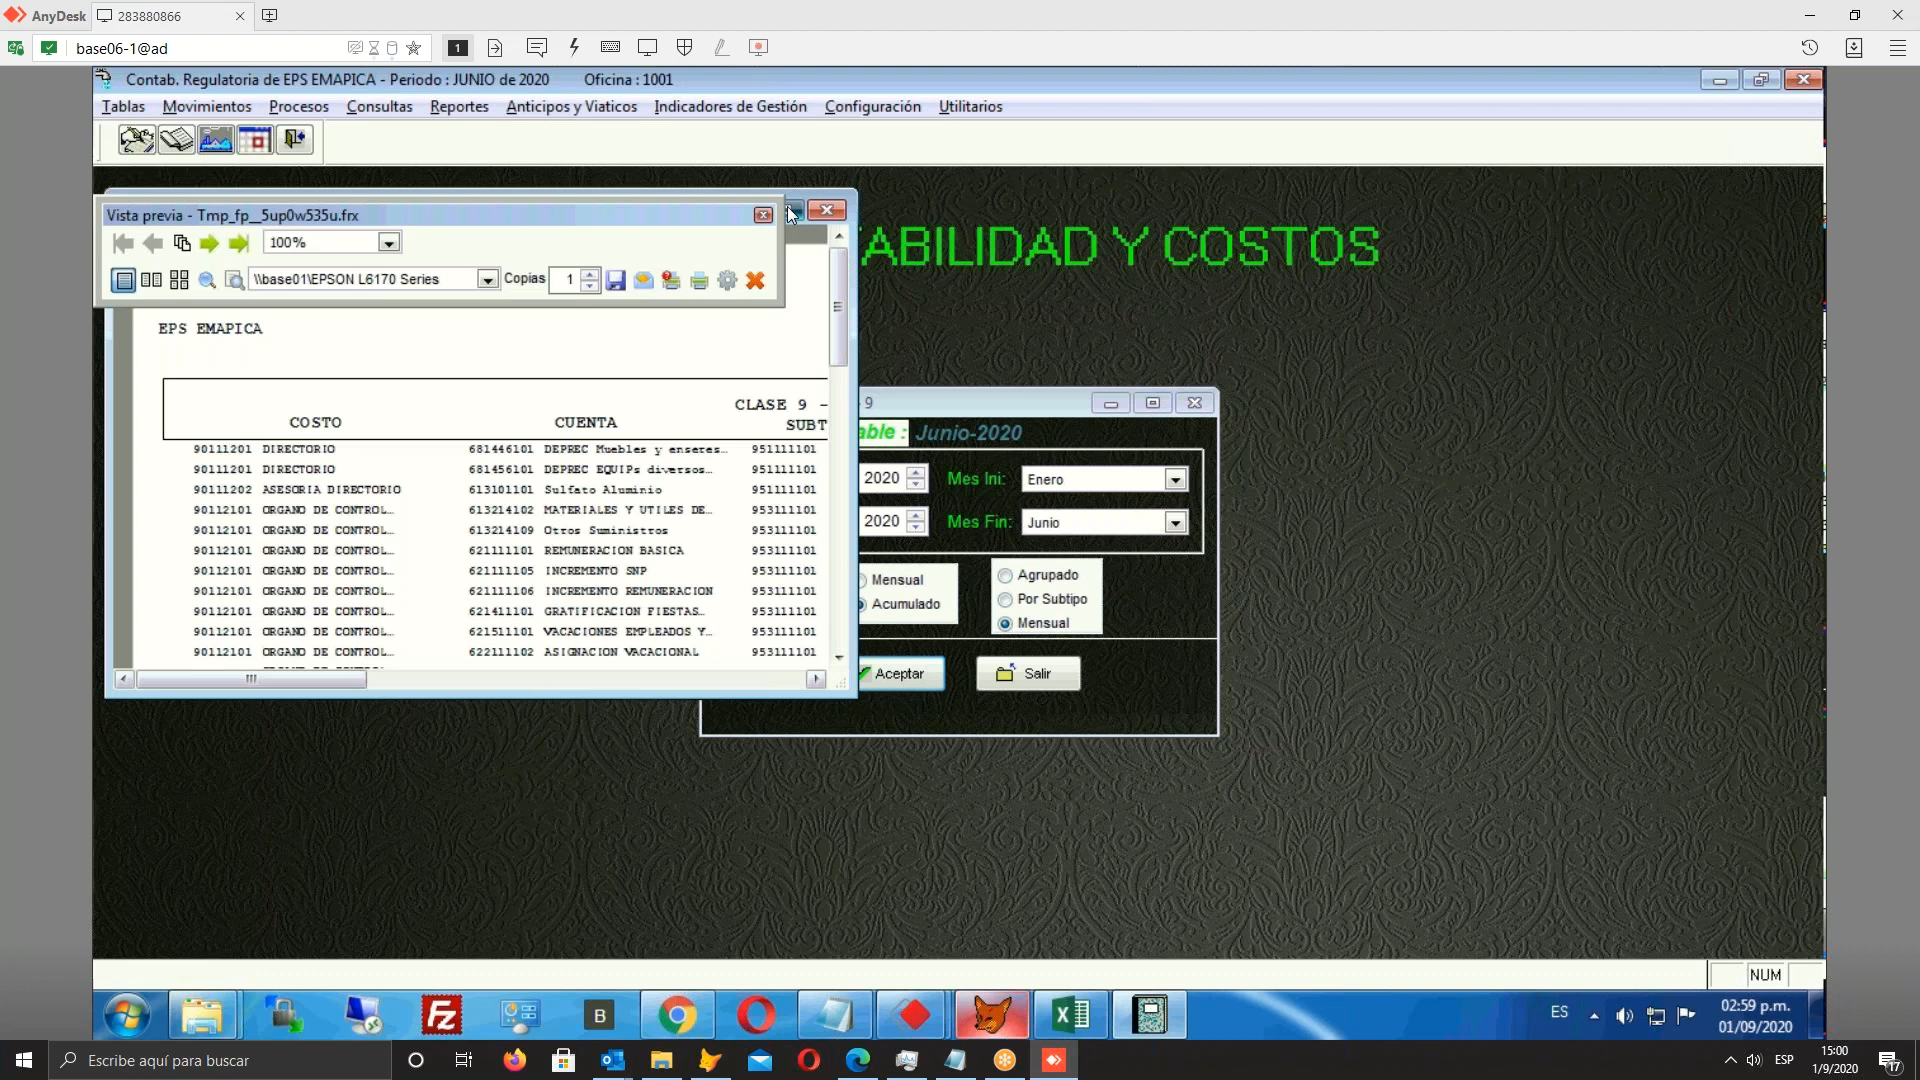 AnyDesk
283880866
base06-1@ad
1
Contab. Regulatoria de EPS EMAPICA - Periodo : JUNIO de 2020 Oficina : 1001
Tablas Movimientos Procesos Consultas Reportes Anticipos y Viaticos Indicadores de Gestión Configuración Utilitarios
Vista previa - Tmp_fp__5up0w535u.frx
100%
\\base01\EPSON L6170 Series Copias 1
TABILIDAD Y COSTOS
EPS EMAPICA
CLASE 9 -
COSTO CUENTA SUBT
90111201 DIRECTORIO 681446101 DEPREC Muebles y enseres… 951111101
90111201 DIRECTORIO 681456101 DEPREC EQUIPs diversos… 951111101
90111202 ASESORIA DIRECTORIO 613101101 Sulfato Aluminio 951111101
90112101 ORGANO DE CONTROL… 613214102 MATERIALES Y UTILES DE… 953111101
90112101 ORGANO DE CONTROL… 613214109 Otros Suministros 953111101
90112101 ORGANO DE CONTROL… 621111101 REMUNERACION BASICA 953111101
90112101 ORGANO DE CONTROL… 621111105 INCREMENTO SNP 953111101
90112101 ORGANO DE CONTROL… 621111106 INCREMENTO REMUNERACION 953111101
90112101 ORGANO DE CONTROL… 621411101 GRATIFICACION FIESTAS… 953111101
90112101 ORGANO DE CONTROL… 621511101 VACACIONES EMPLEADOS Y… 953111101
90112101 ORGANO DE CONTROL… 622111102 ASIGNACION VACACIONAL 953111101
9
able : Junio-2020
2020 Mes Ini: Enero
2020 Mes Fin: Junio
Mensual
Acumulado
Agrupado
Por Subtipo
Mensual
Aceptar Salir
NUM
B
ES
02:59 p.m.
01/09/2020
Escribe aquí para buscar
ESP
15:00
1/9/2020
17